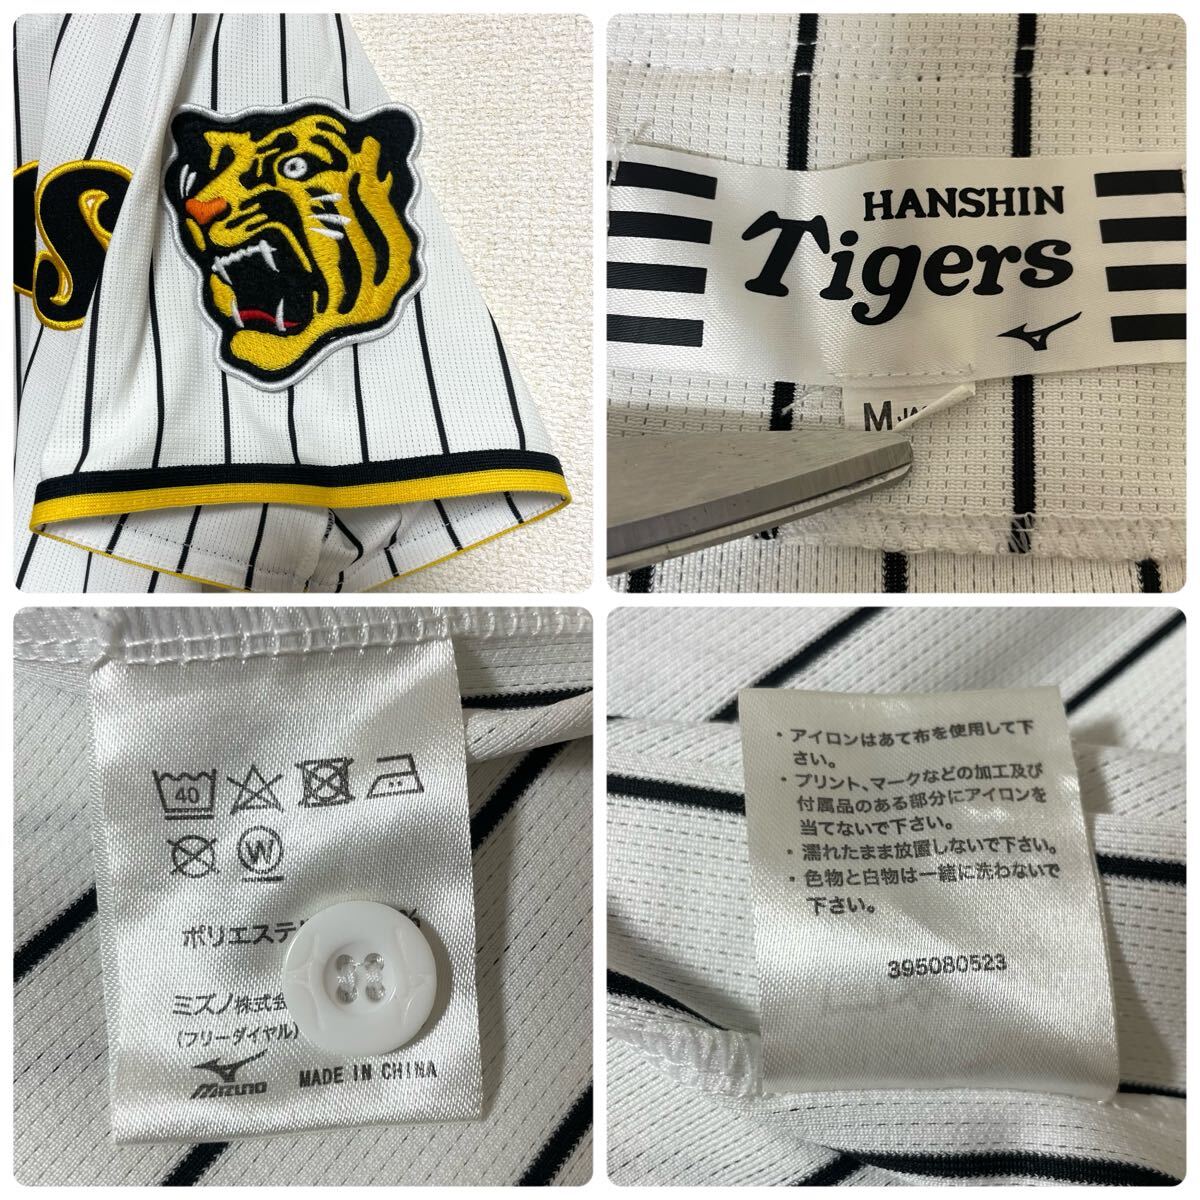 rs
HANSHIN
Tigers
M
40
W
ポリエステ
ミズノ株式会
(フリーダイヤル)
MIZUNO
MADE IN CHINA
・アイロンはあて布を使用して下
さい。
・プリント、マークなどの加工及び
付属品のある部分にアイロンを
当てないで下さい。
・濡れたまま放置しないで下さい。
・色物と白物は一緒に洗わないで
下さい。
395080523